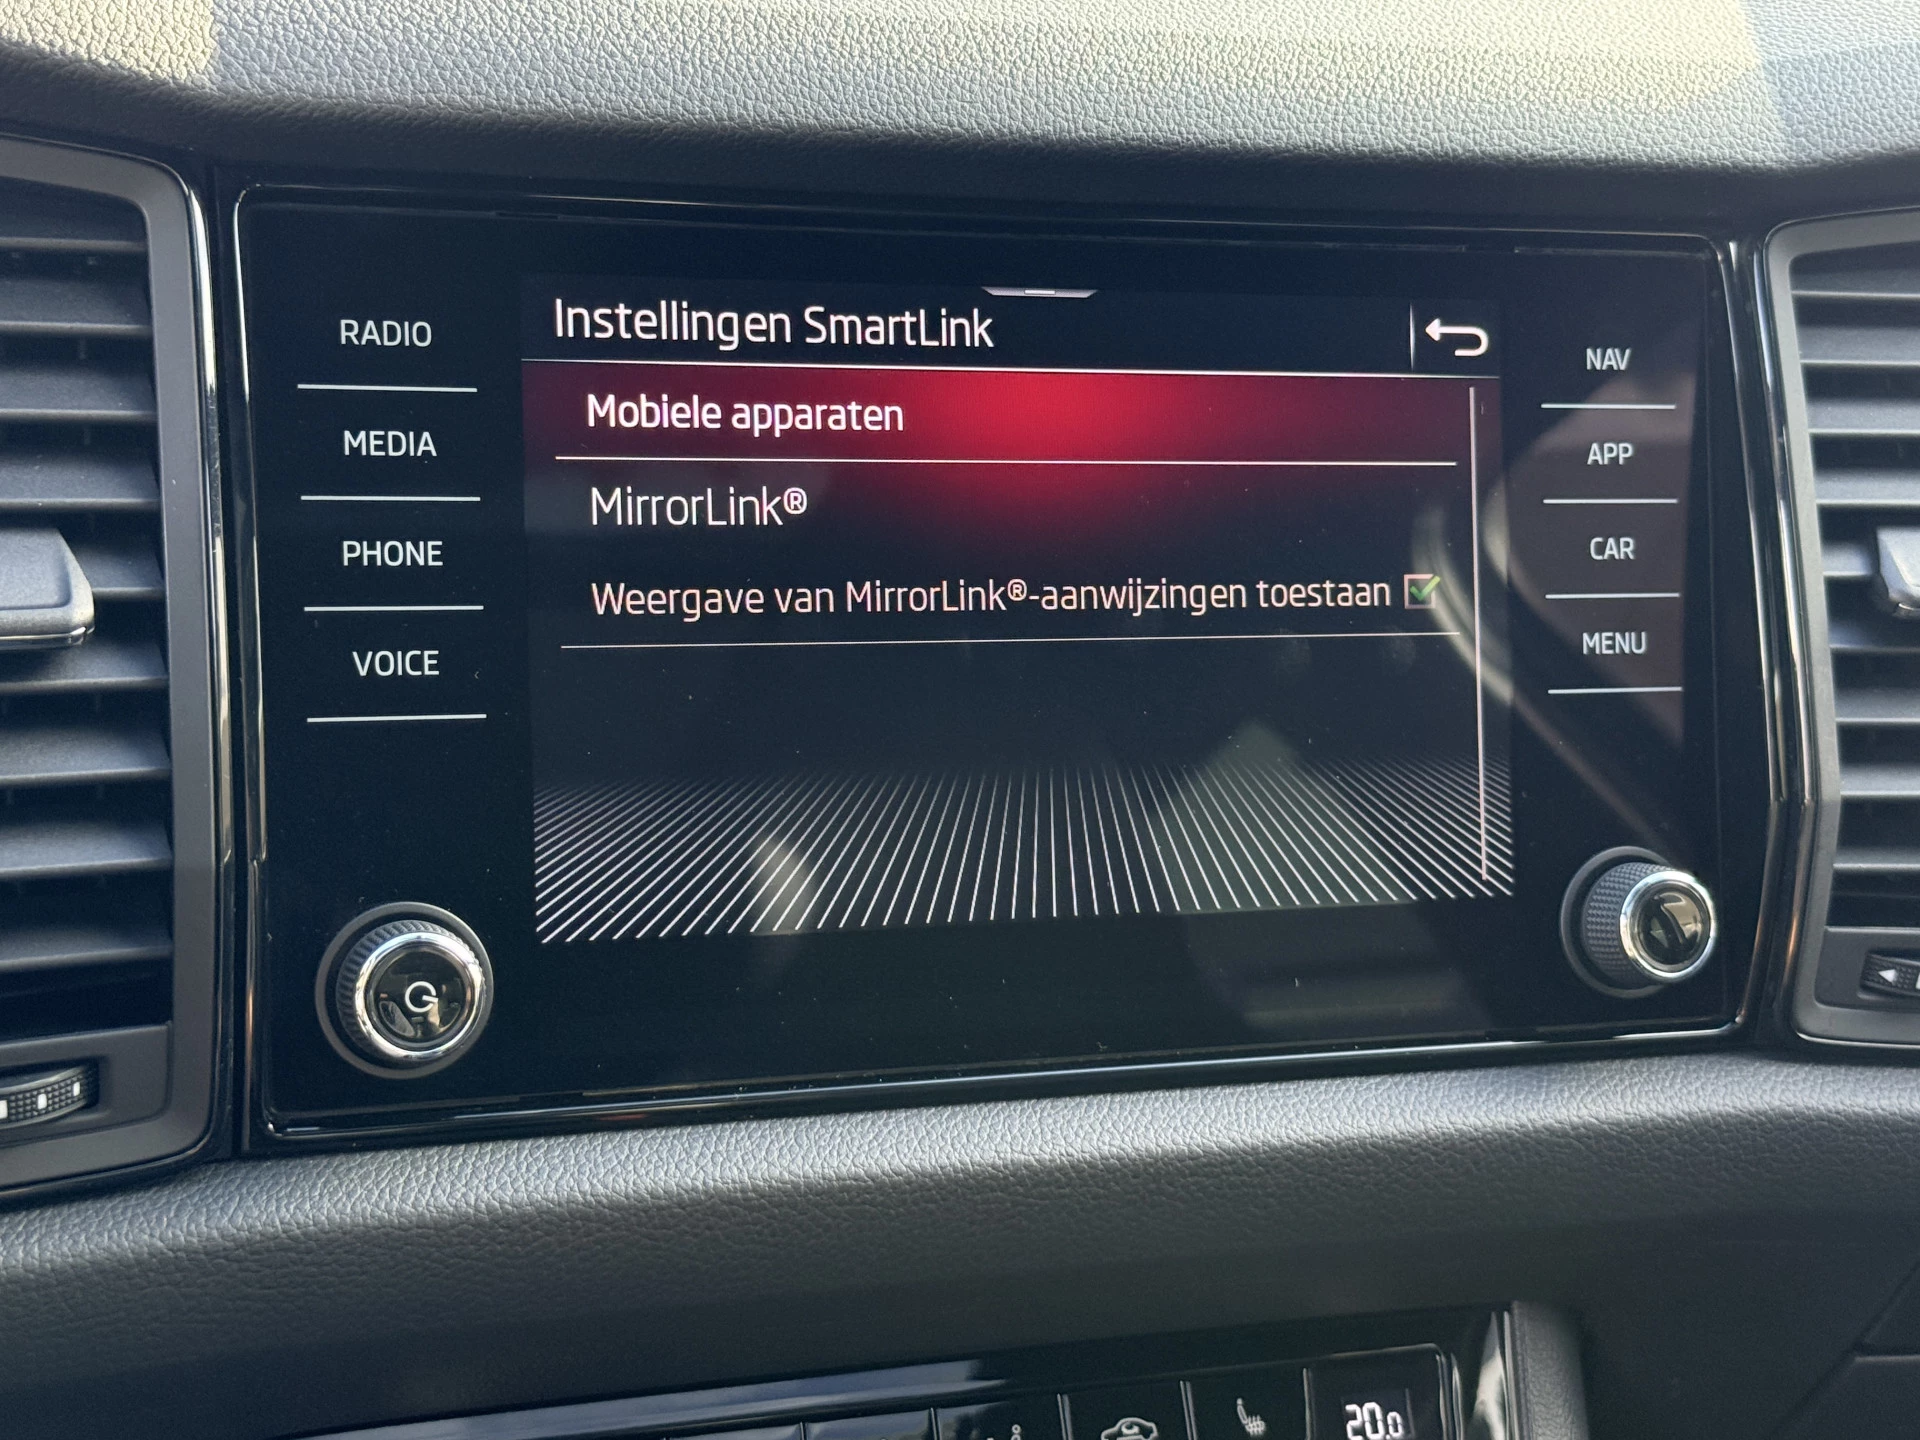 Instellingen SmartLink
Mobiele apparaten
MirrorLink®
Weergave van MirrorLink®-aanwijzingen toestaan
RADIO
MEDIA
PHONE
VOICE
NAV
APP
CAR
MENU
20.0